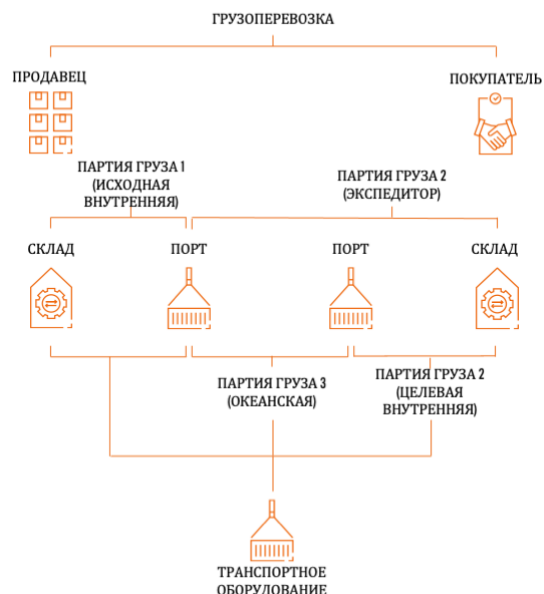 ГРУЗОПЕРЕВОЗКА
ПРОДАВЕЦ
ПОКУПАТЕЛЬ
ПАРТИЯ ГРУЗА 1
(ИСХОДНАЯ
ВНУТРЕННЯЯ)
ПАРТИЯ ГРУЗА 2
(ЭКСПЕДИТОР)
СКЛАД
ПОРТ
ПОРТ
СКЛАД
ПАРТИЯ ГРУЗА 3
(ОКЕАНСКАЯ)
ПАРТИЯ ГРУЗА 2
(ЦЕЛЕВАЯ
ВНУТРЕННЯЯ)
ТРАНСПОРТНОЕ
ОБОРУДОВАНИЕ